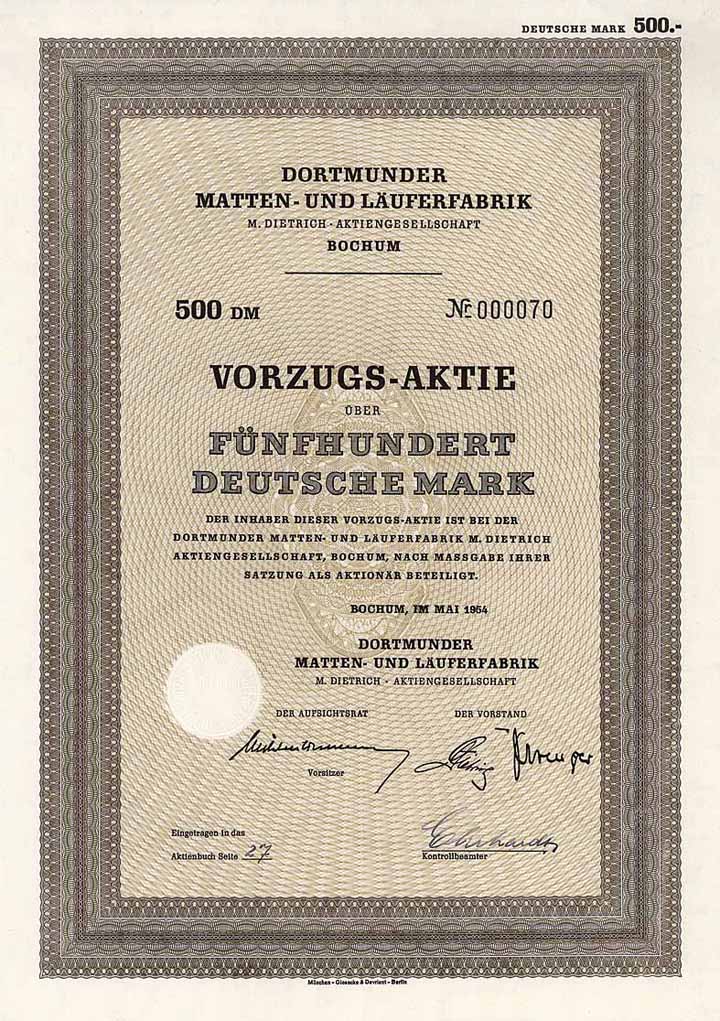 DEUTSCHE MARK 500.-
DORTMUNDER
MATTEN- UND LÄUFERFABRIK
M. DIETRICH · AKTIENGESELLSCHAFT
BOCHUM
500 DM
№ 000070
VORZUGS-AKTIE
ÜBER
FÜNFHUNDERT
DEUTSCHE MARK
DER INHABER DIESER VORZUGS-AKTIE IST BEI DER
DORTMUNDER MATTEN- UND LÄUFERFABRIK M. DIETRICH
AKTIENGESELLSCHAFT, BOCHUM, NACH MASSGABE IHRER
SATZUNG ALS AKTIONÄR BETEILIGT.
BOCHUM, IM MAI 1954
DORTMUNDER
MATTEN- UND LÄUFERFABRIK
M. DIETRICH · AKTIENGESELLSCHAFT
DER AUFSICHTSRAT
DER VORSTAND
Vorsitzer
Eingetragen in das
Aktienbuch Seite 27.
Ehrhardt
Kontrollbeamter
München - Giesecke & Devrient - Berlin